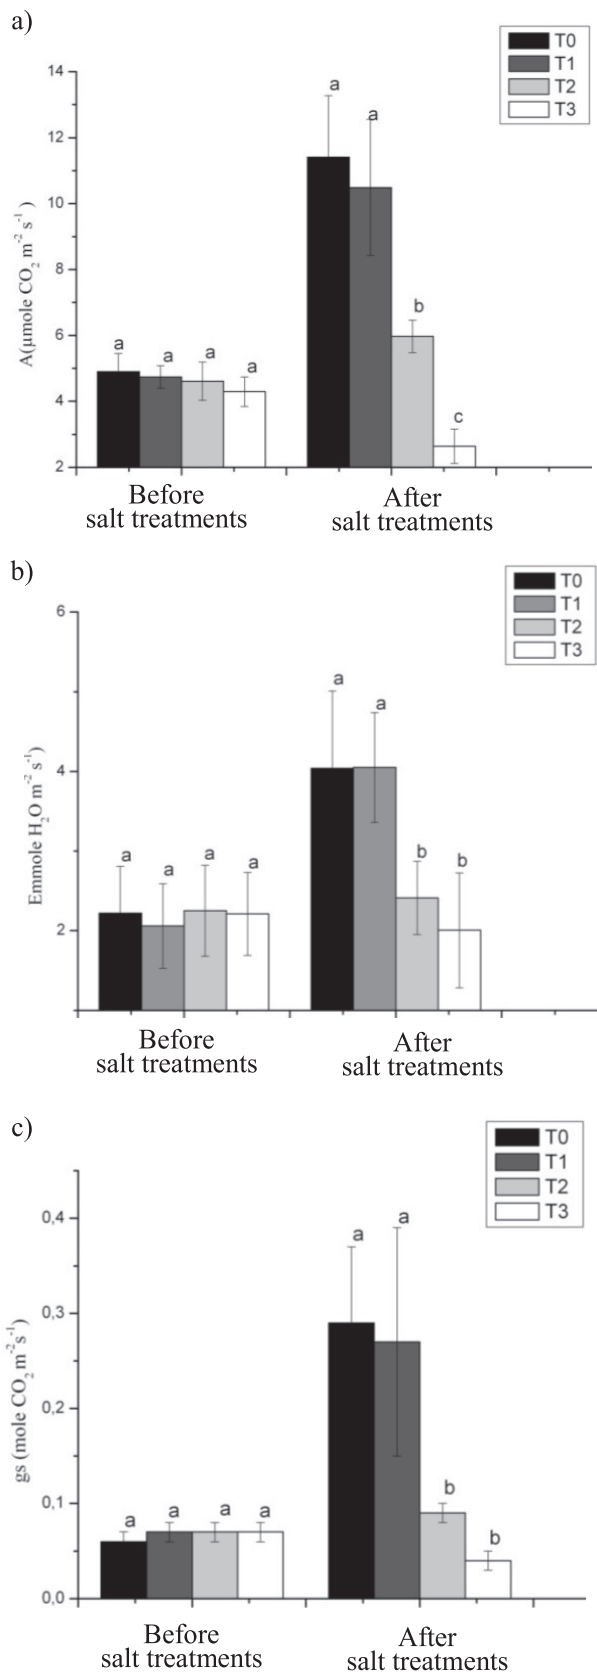 a)
T0
T1
T2
T3
A(µmole CO2 m-2 s-1)
14
12
10
8
6
4
2
a a a a
a a b c
Before
salt treatments
After
salt treatments
b)
T0
T1
T2
T3
Emmole H2O m-2 s-1)
6
4
2
a a a a
a a b b
Before
salt treatments
After
salt treatments
c)
T0
T1
T2
T3
gs (mole CO2 m-2s-1)
0,4
0,3
0,2
0,1
0,0
a a a a
a a b b
Before
salt treatments
After
salt treatments